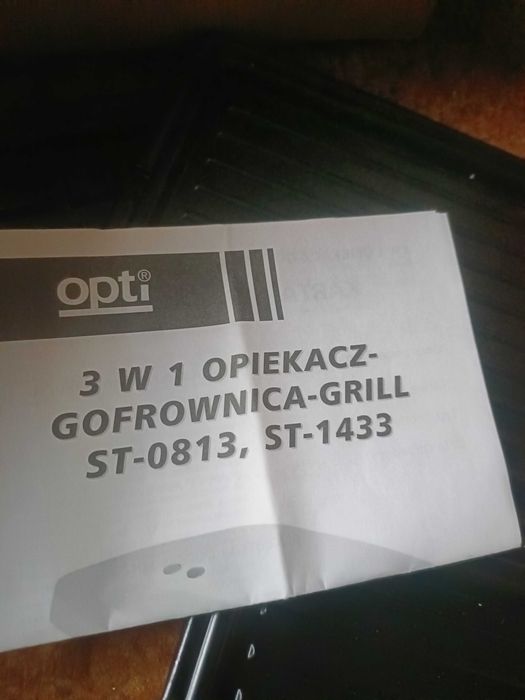 opti®
3 W 1 OPIEKACZ-
GOFROWNICA-GRILL
ST-0813, ST-1433